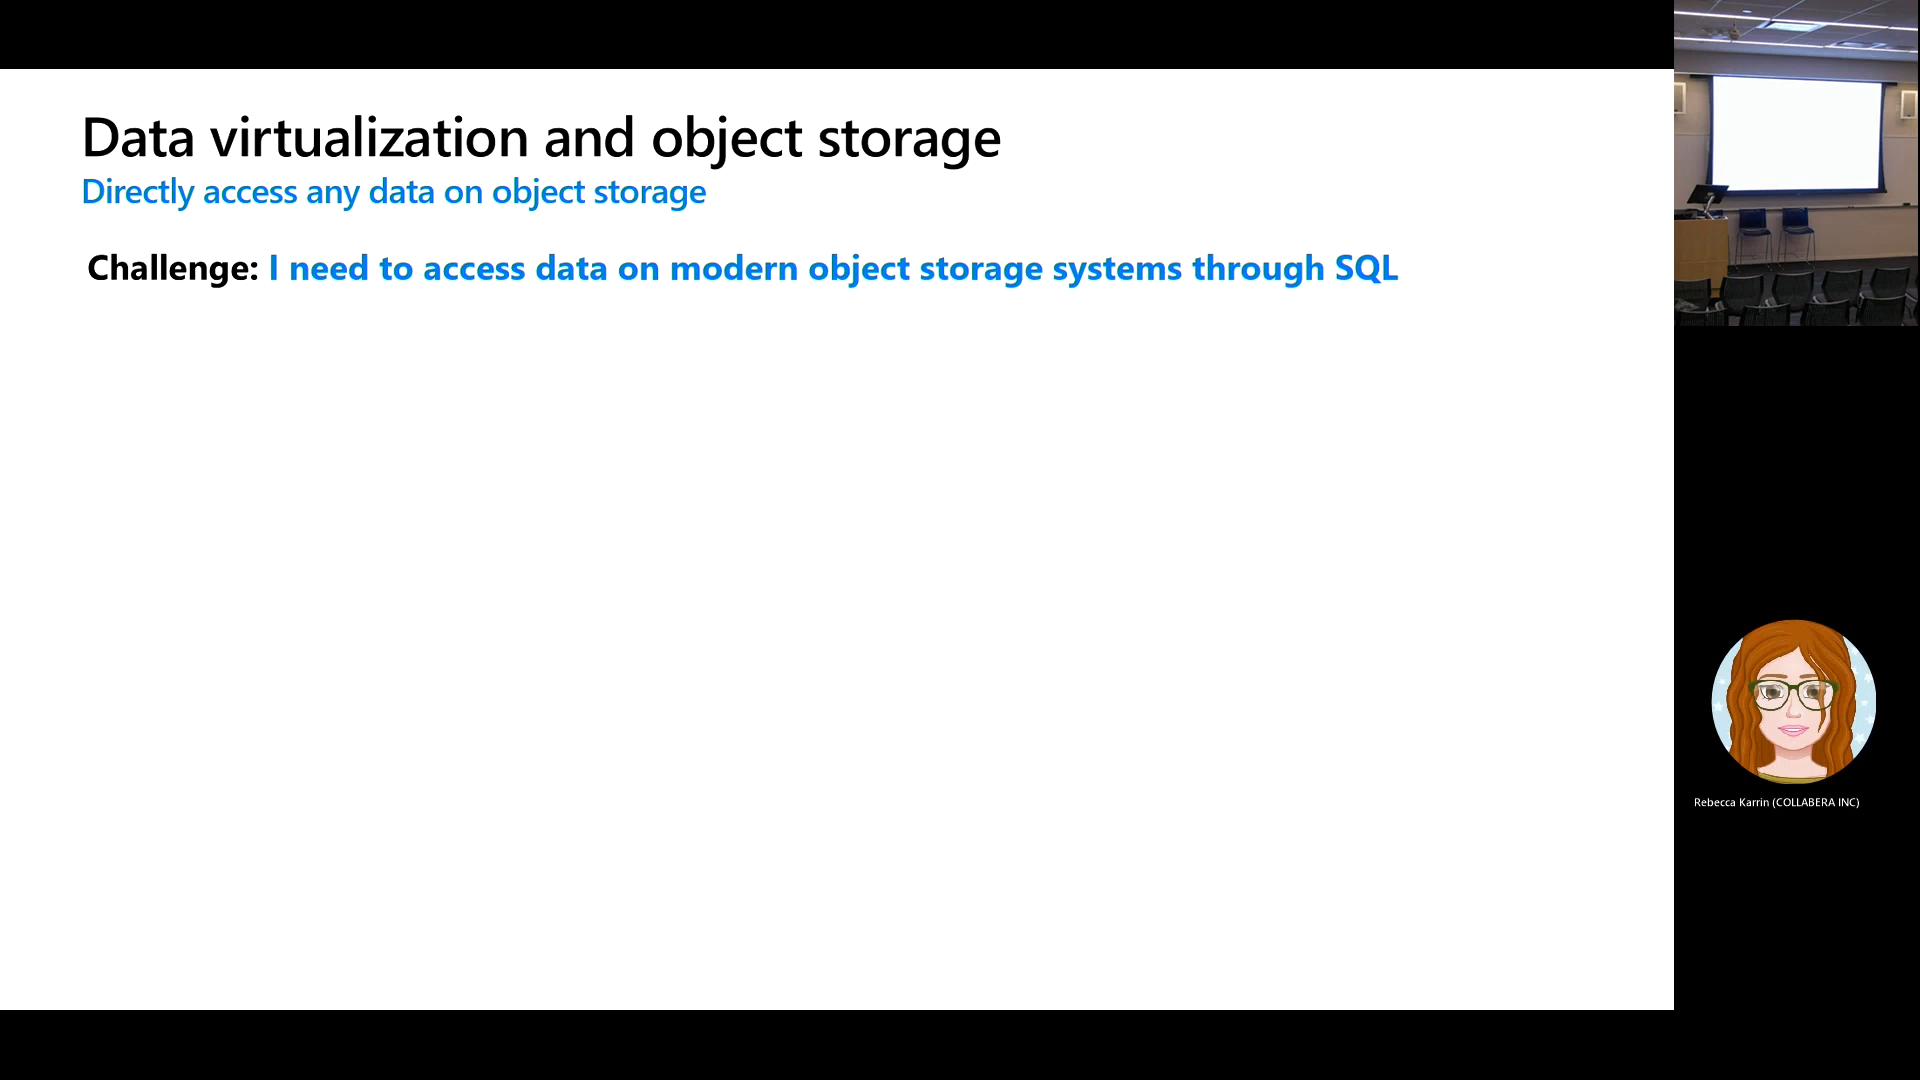 Data virtualization and object storage
Directly access any data on object storage
Challenge: I need to access data on modern object storage systems through SQL
Rebecca Karrin (COLLABERA INC)